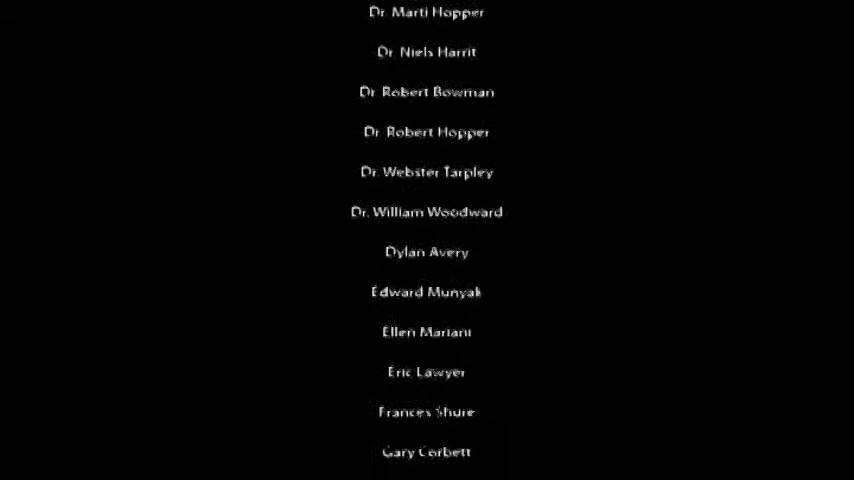 Dr. Marti Hopper
Dr. Niels Harrit
Dr. Robert Bowman
Dr. Robert Hopper
Dr. Webster Tarpley
Dr. William Woodward
Dylan Avery
Edward Munyak
Ellen Mariani
Eric Lawyer
Frances Shure
Gary Corbett